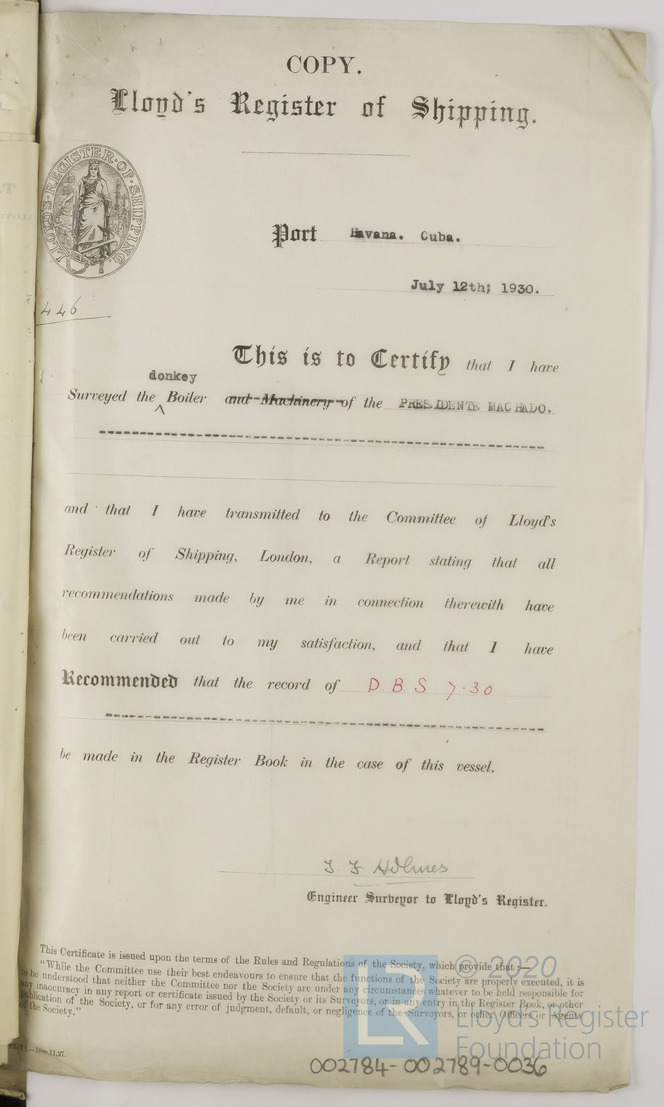 COPY.
Lloyd's Register of Shipping.
LLOYD'S·REGISTER·OF·SHIPPING
Port Havana. Cuba.
July 12th; 1930.
446
This is to Certify that I have
donkey
Surveyed the ^ Boiler and Machinery of the PRESIDENTE MACHADO.
and that I have transmitted to the Committee of Lloyd's
Register of Shipping, London, a Report stating that all
recommendations made by me in connection therewith have
been carried out to my satisfaction, and that I have
Recommended that the record of D B S 7·30
be made in the Register Book in the case of this vessel.
Holmes
Engineer Surveyor to Lloyd's Register.
This Certificate is issued upon the terms of the Rules and Regulations of the Society, which provide that:—
"While the Committee use their best endeavours to ensure that the functions of the Society are properly executed, it is
to be understood that neither the Committee nor the Society are under any circumstances whatever to be held responsible for
any inaccuracy in any report or certificate issued by the Society or its Surveyors, or in any entry in the Register Book, or other
publication of the Society, or for any error of judgment, default, or negligence of the Surveyors, or other Officers or Agents
of the Society."
LR © 2020
Lloyd's Register
Foundation
002784-002789-0036